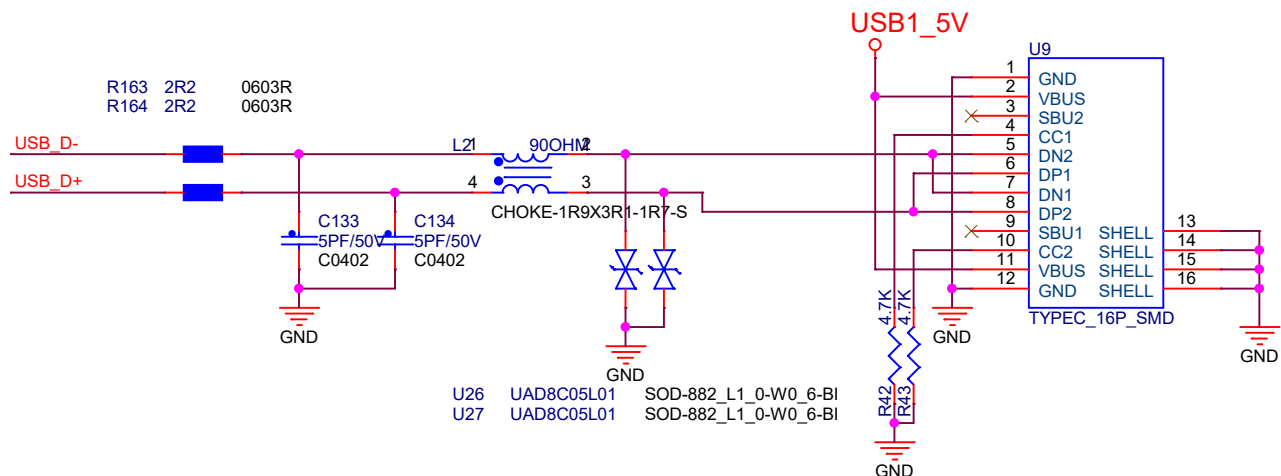 USB1_5V
U9
R163 2R2 0603R
R164 2R2 0603R
USB_D-
USB_D+
L2 1 90OHM 2
4 3
CHOKE-1R9X3R1-1R7-S
C133
5PF/50V
C0402
C134
5PF/50V
C0402
GND
GND
U26 UAD8C05L01 SOD-882_L1_0-W0_6-BI
U27 UAD8C05L01 SOD-882_L1_0-W0_6-BI
1 GND
2 VBUS
3 SBU2
4 CC1
5 DN2
6 DP1
7 DN1
8 DP2
9 SBU1 SHELL 13
10 CC2 SHELL 14
11 VBUS SHELL 15
12 GND SHELL 16
TYPEC_16P_SMD
4.7K
4.7K
R42
R43
GND
GND
GND